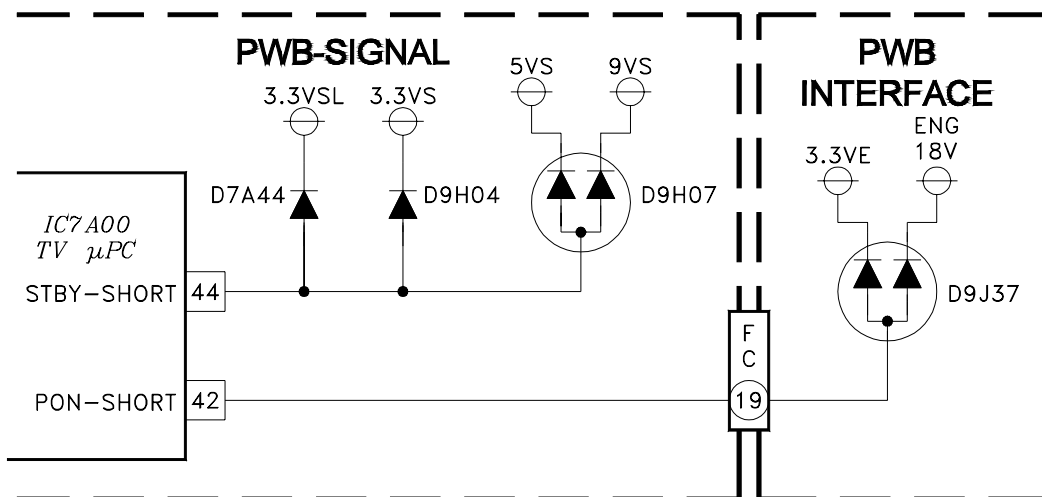 PWB-SIGNAL
PWB
INTERFACE
5VS
9VS
3.3VSL
3.3VS
ENG
18V
3.3VE
D7A44
D9H04
D9H07
IC7A00
TV µPC
STBY-SHORT
44
D9J37
F
C
PON-SHORT
42
19